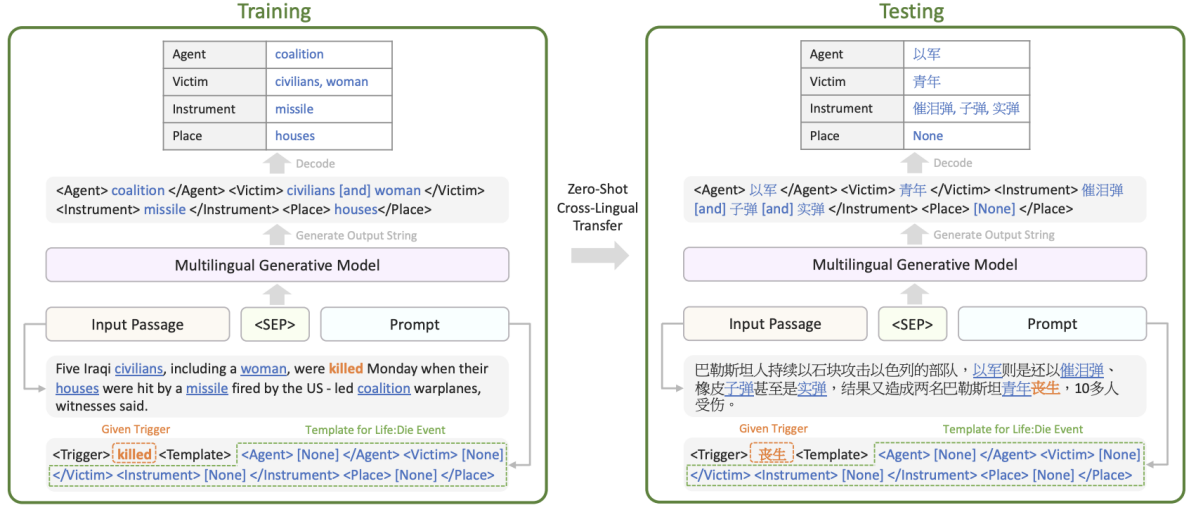 Training
Agent coalition
Victim civilians, woman
Instrument missile
Place houses
Decode
<Agent> coalition </Agent> <Victim> civilians [and] woman </Victim>
<Instrument> missile </Instrument> <Place> houses</Place>
Generate Output String
Multilingual Generative Model
Input Passage <SEP> Prompt
Five Iraqi civilians, including a woman, were killed Monday when their
houses were hit by a missile fired by the US - led coalition warplanes,
witnesses said.
Given Trigger Template for Life:Die Event
<Trigger> killed <Template> <Agent> [None] </Agent> <Victim> [None]
</Victim> <Instrument> [None] </Instrument> <Place> [None] </Place>
Zero-Shot
Cross-Lingual
Transfer
Testing
Agent 以军
Victim 青年
Instrument 催泪弹, 子弹, 实弹
Place None
Decode
<Agent> 以军 </Agent> <Victim> 青年 </Victim> <Instrument> 催泪弹
[and] 子弹 [and] 实弹 </Instrument> <Place> [None] </Place>
Generate Output String
Multilingual Generative Model
Input Passage <SEP> Prompt
巴勒斯坦人持续以石块攻击以色列的部队，以军则是还以催泪弹、
橡皮子弹甚至是实弹，结果又造成两名巴勒斯坦青年丧生，10多人
受伤。
Given Trigger Template for Life:Die Event
<Trigger> 丧生 <Template> <Agent> [None] </Agent> <Victim> [None]
</Victim> <Instrument> [None] </Instrument> <Place> [None] </Place>